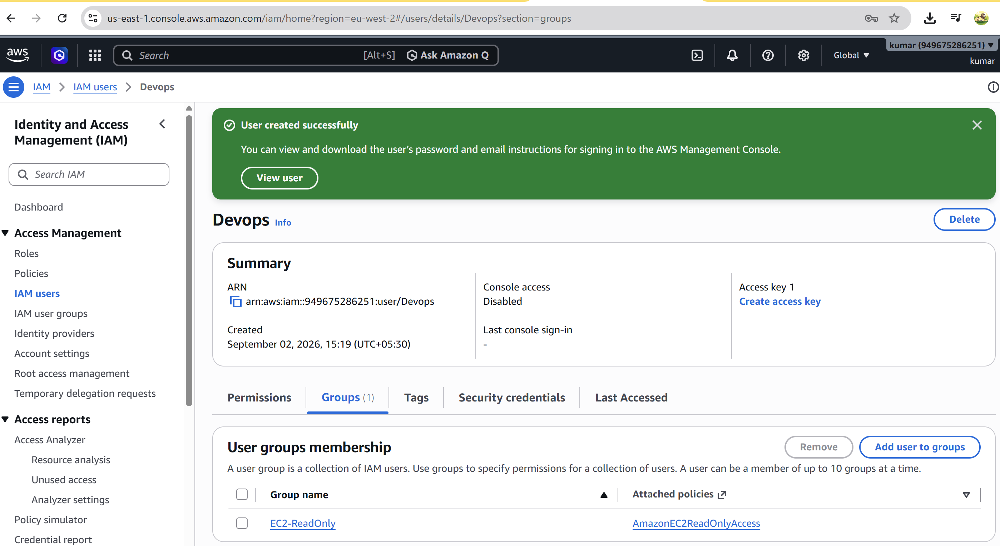 us-east-1.console.aws.amazon.com/iam/home?region=eu-west-2#/users/details/Devops?section=groups
aws
Search
[Alt+S]
Ask Amazon Q
Global
kumar (949675286251)
kumar
IAM
IAM users
Devops
Identity and Access
Management (IAM)
Search IAM
Dashboard
Access Management
Roles
Policies
IAM users
IAM user groups
Identity providers
Account settings
Root access management
Temporary delegation requests
Access reports
Access Analyzer
Resource analysis
Unused access
Analyzer settings
Policy simulator
Credential report
User created successfully
You can view and download the user's password and email instructions for signing in to the AWS Management Console.
View user
Devops Info
Delete
Summary
ARN
arn:aws:iam::949675286251:user/Devops
Created
September 02, 2026, 15:19 (UTC+05:30)
Console access
Disabled
Last console sign-in
-
Access key 1
Create access key
Permissions
Groups (1)
Tags
Security credentials
Last Accessed
User groups membership
Remove
Add user to groups
A user group is a collection of IAM users. Use groups to specify permissions for a collection of users. A user can be a member of up to 10 groups at a time.
Group name
Attached policies
EC2-ReadOnly
AmazonEC2ReadOnlyAccess